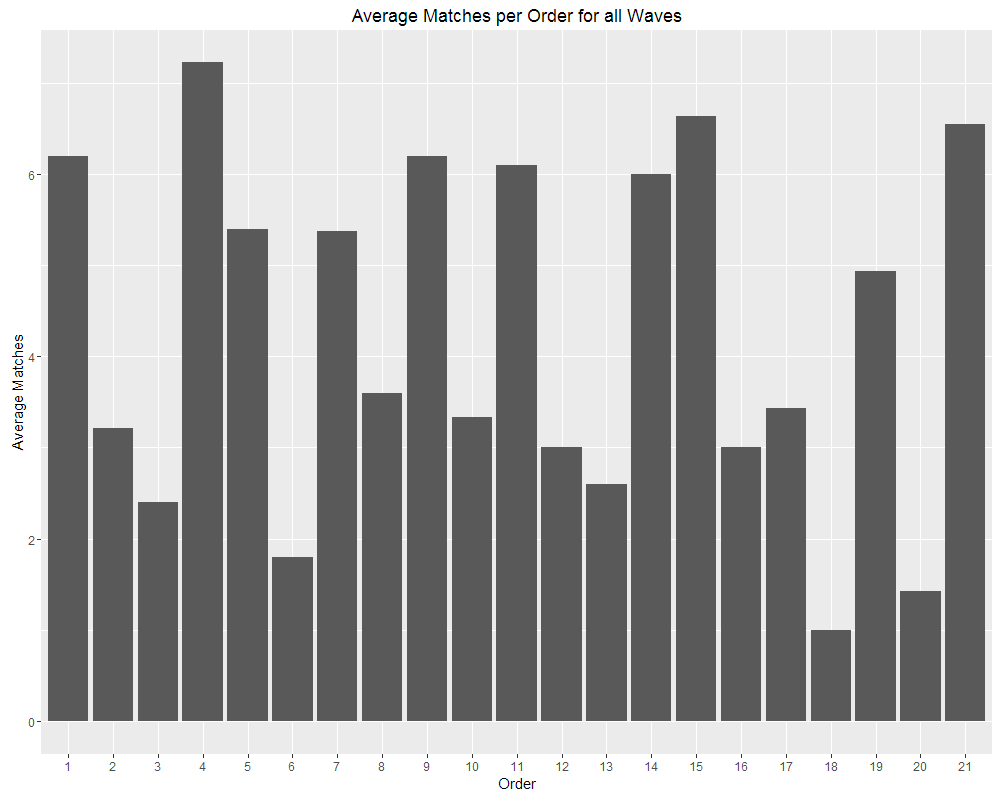 Average Matches per Order for all Waves
Average Matches
6
4
2
0
1 2 3 4 5 6 7 8 9 10 11 12 13 14 15 16 17 18 19 20 21
Order